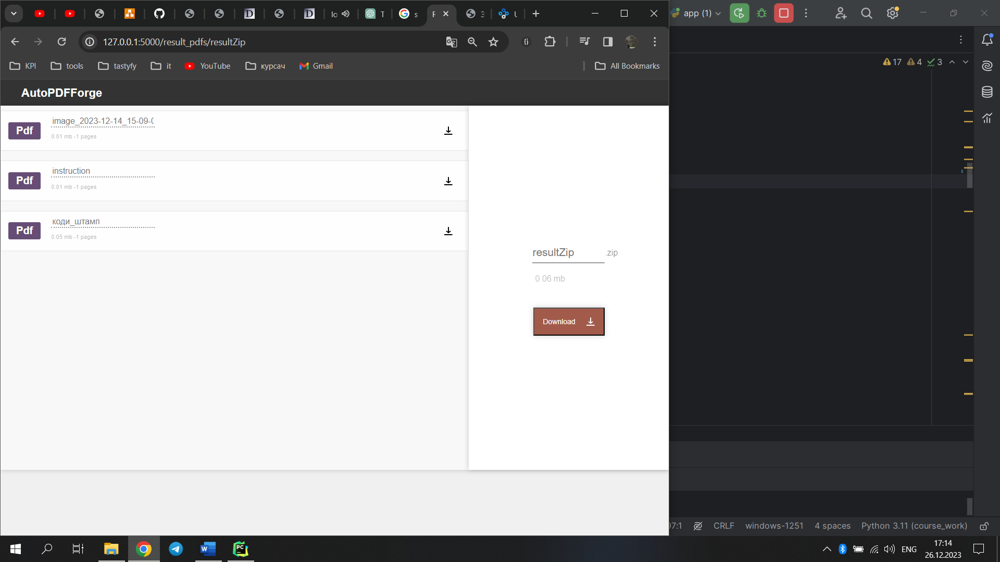 Io
T
s
F
3
app (1)
127.0.0.1:5000/result_pdfs/resultZip
KPI
tools
tastyfy
it
YouTube
курсач
Gmail
All Bookmarks
17
4
3
AutoPDFForge
Pdf
image_2023-12-14_15-09-0
0.01 mb -1 pages
Pdf
instruction
0.01 mb -1 pages
Pdf
коди_штамп
0.05 mb -1 pages
resultZip
.zip
0.06 mb
Download
97:1
CRLF
windows-1251
4 spaces
Python 3.11 (course_work)
ENG
17:14
26.12.2023